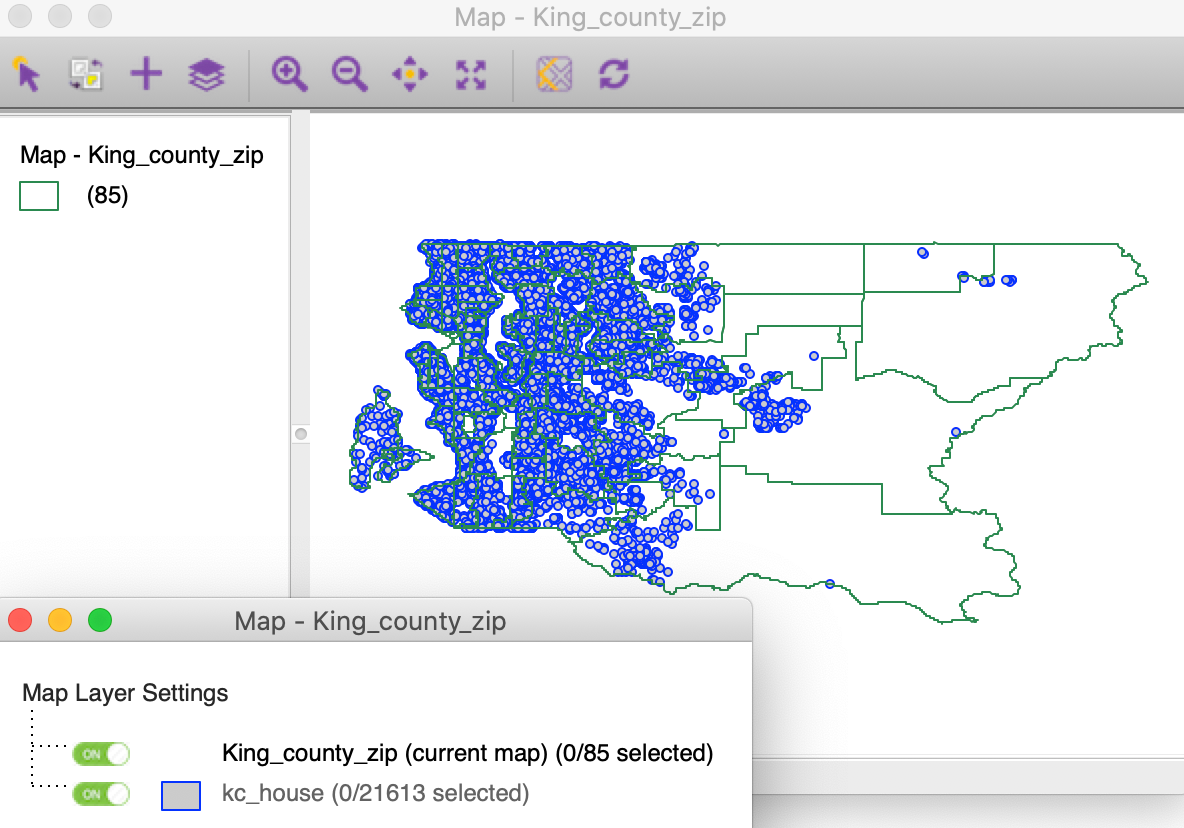 Map - King_county_zip
Map - King_county_zip
(85)
Map - King_county_zip
Map Layer Settings
ON King_county_zip (current map) (0/85 selected)
ON kc_house (0/21613 selected)